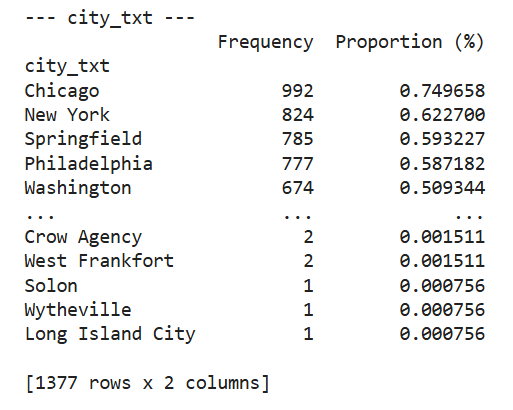 --- city_txt ---
Frequency Proportion (%)
city_txt
Chicago 992 0.749658
New York 824 0.622700
Springfield 785 0.593227
Philadelphia 777 0.587182
Washington 674 0.509344
... ... ...
Crow Agency 2 0.001511
West Frankfort 2 0.001511
Solon 1 0.000756
Wytheville 1 0.000756
Long Island City 1 0.000756
[1377 rows x 2 columns]